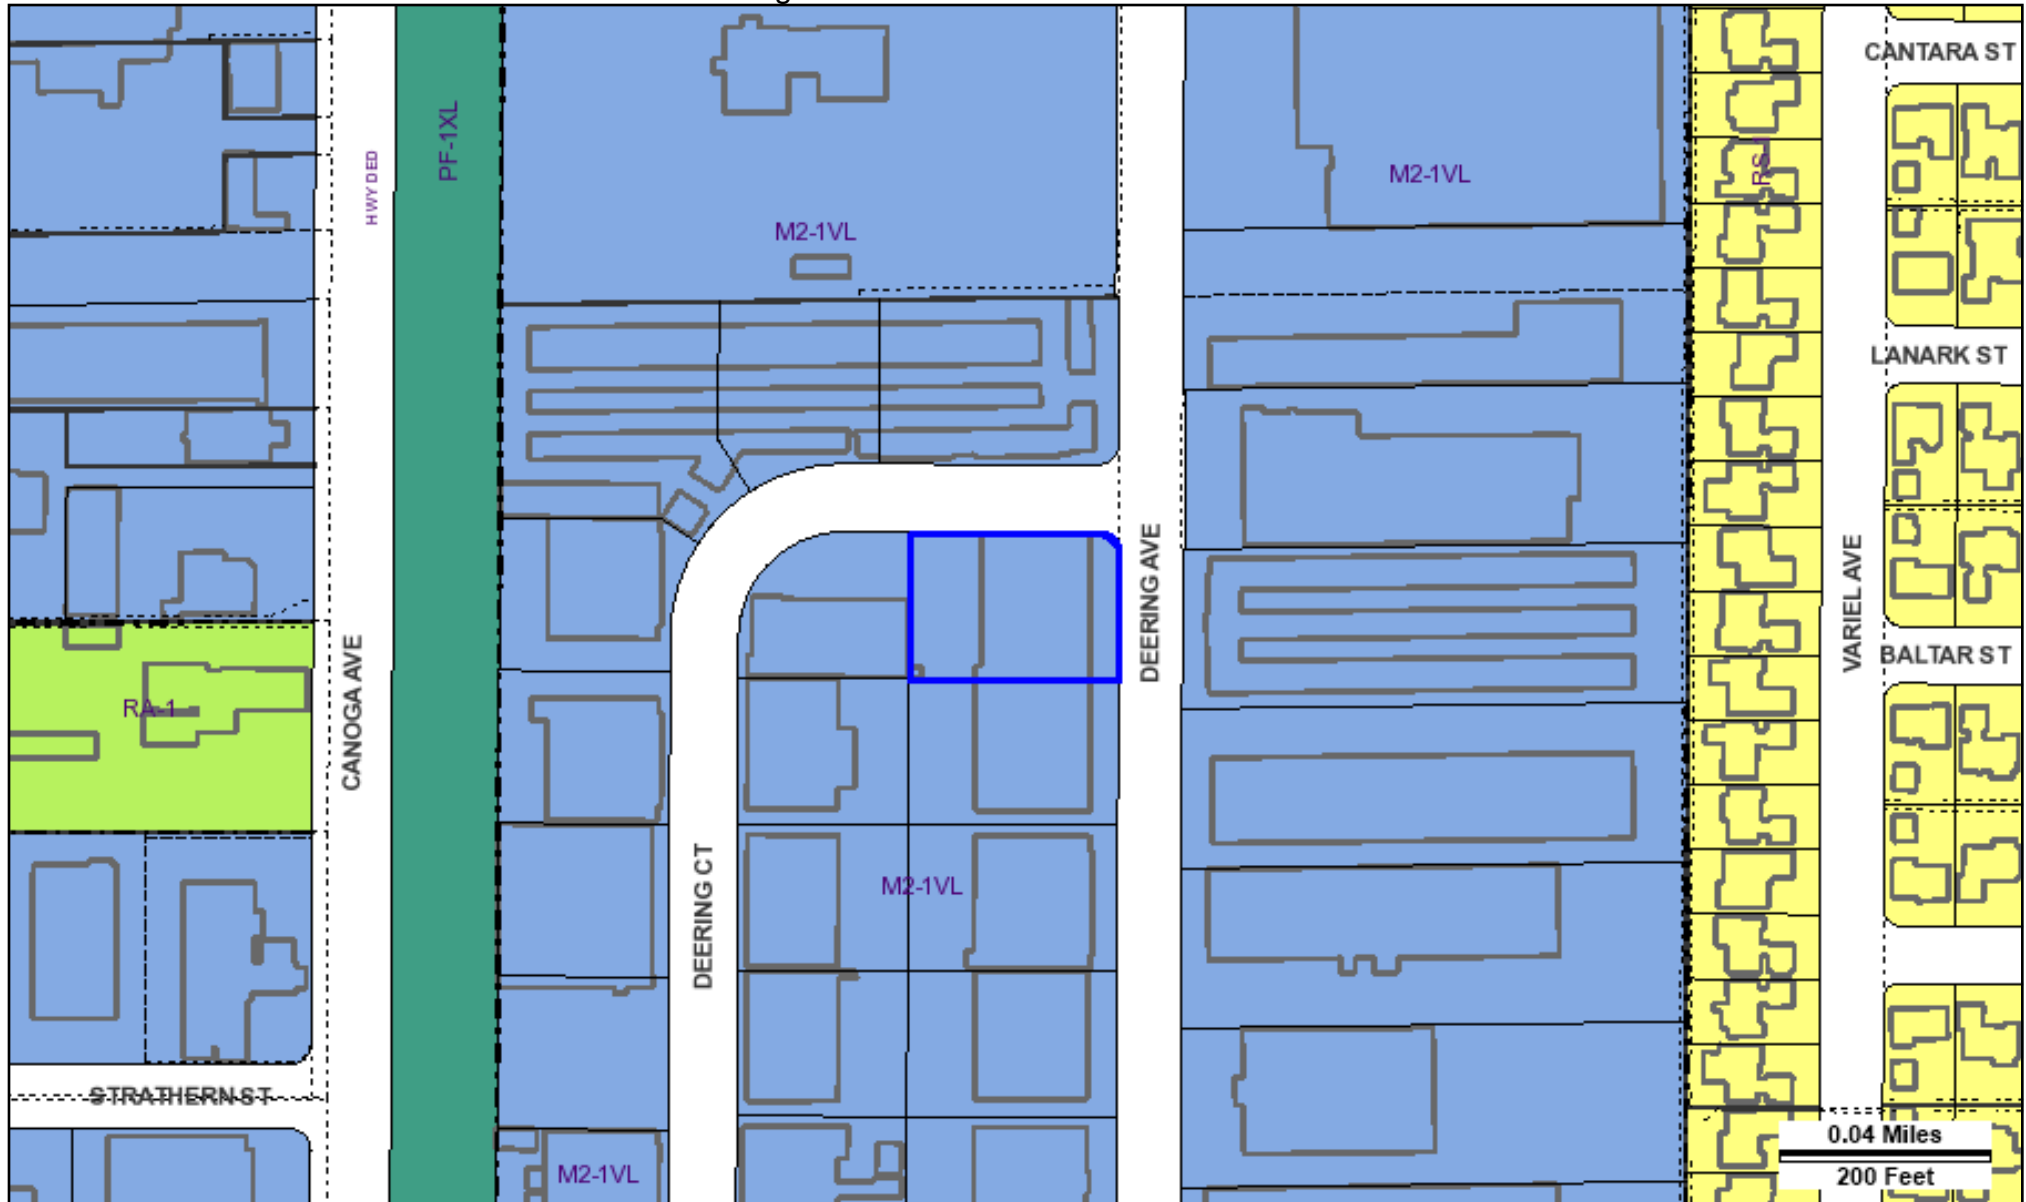 CANTARA ST
PF-1XL
HWY DED
M2-1VL
RS-1
M2-1VL
LANARK ST
DEERING AVE
VARIEL AVE
BALTAR ST
CANOGA AVE
RA-1
DEERING CT
M2-1VL
STRATHERN ST
0.04 Miles
M2-1VL
200 Feet